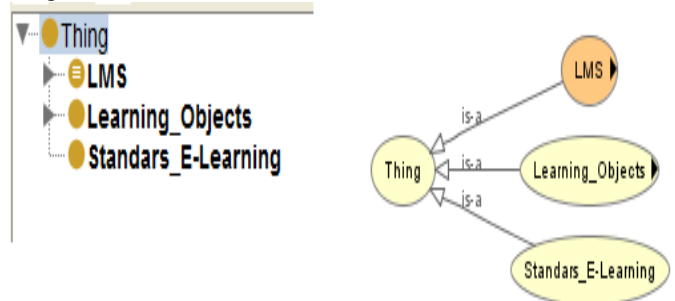 Thing
LMS
Learning_Objects
Standars_E-Learning
LMS
is-a
Thing
is-a
Learning_Objects
is-a
Standars_E-Learning